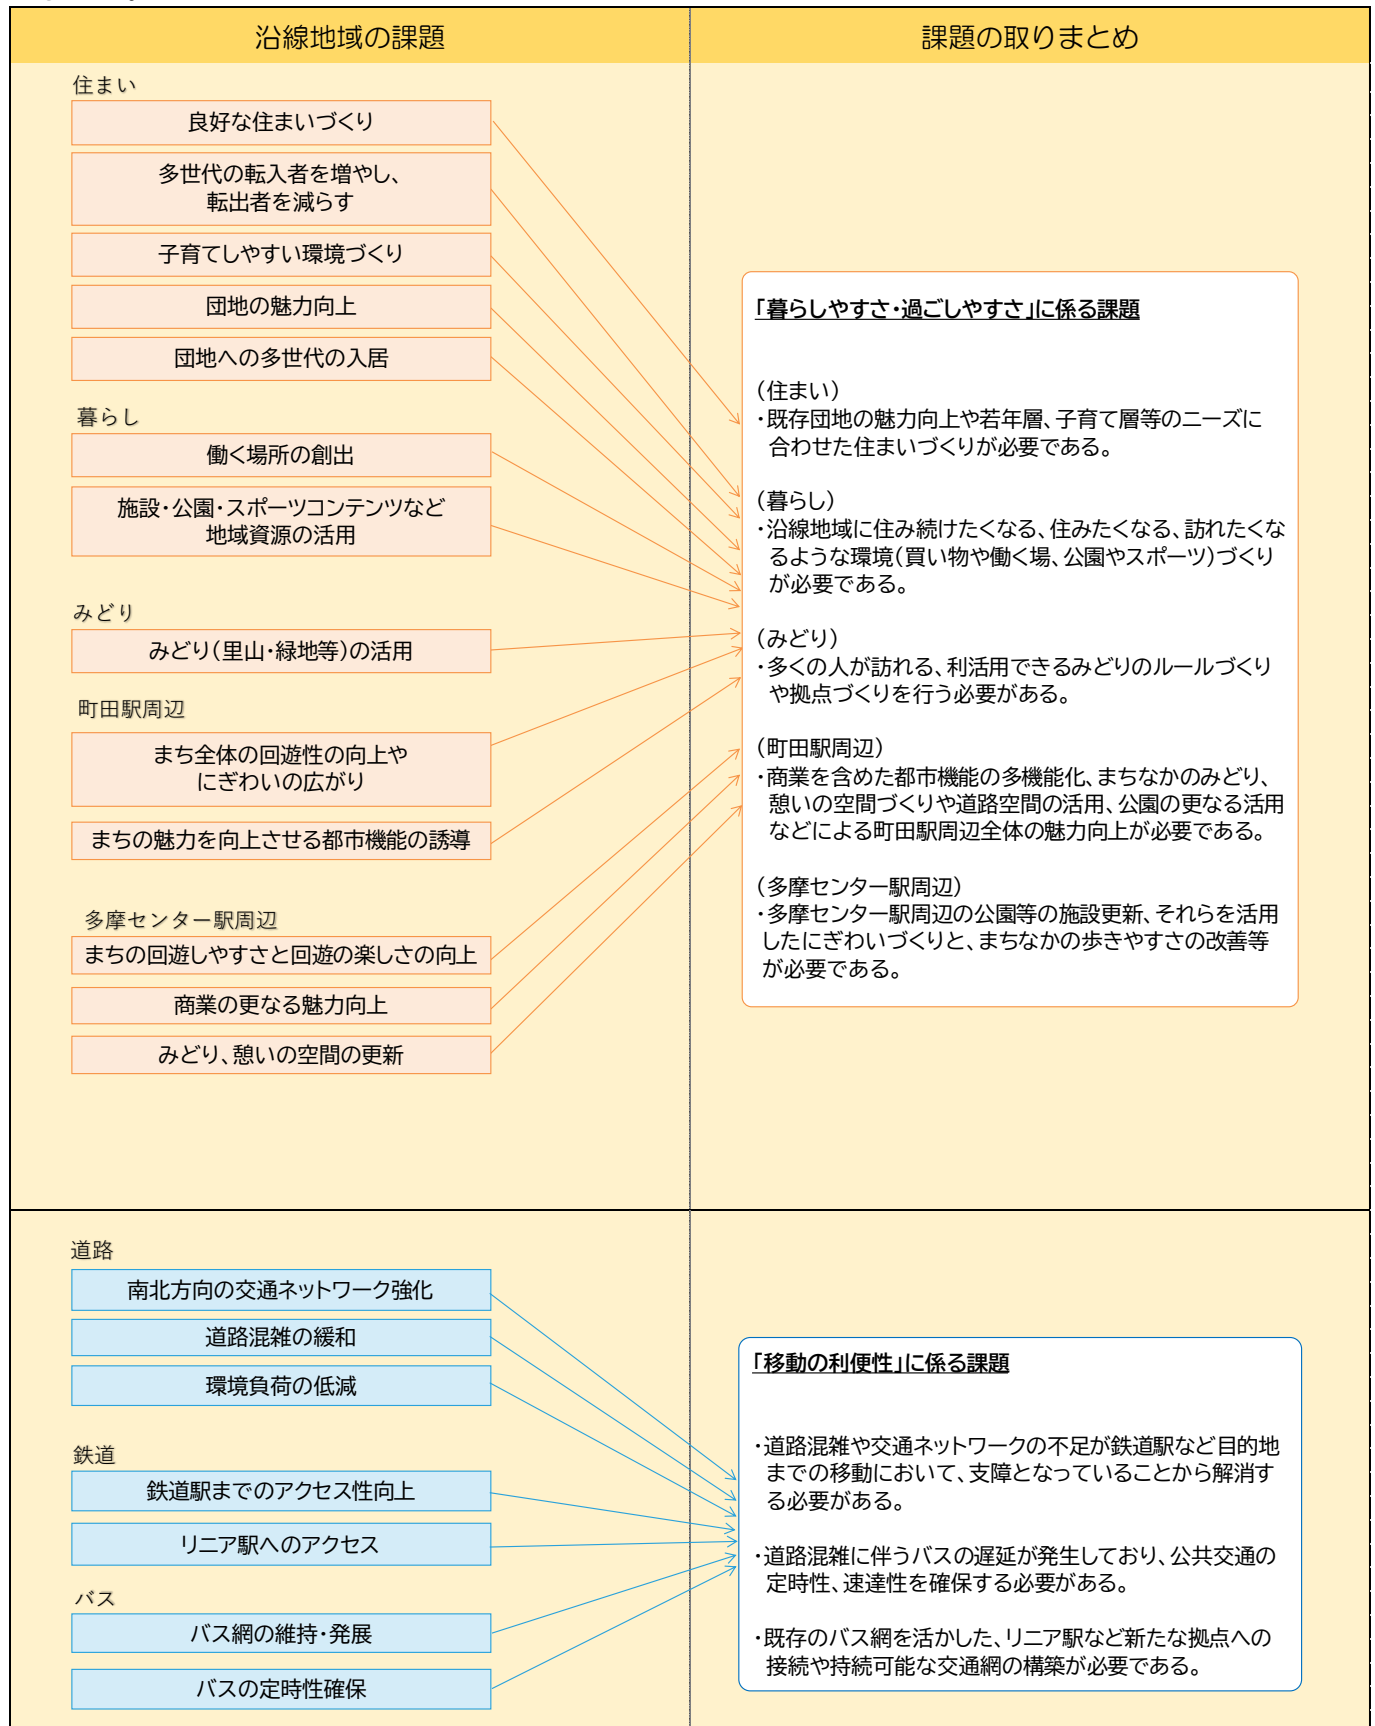 沿線地域の課題
課題の取りまとめ
住まい
良好な住まいづくり
多世代の転入者を増やし、
転出者を減らす
子育てしやすい環境づくり
団地の魅力向上
団地への多世代の入居
暮らし
働く場所の創出
施設・公園・スポーツコンテンツなど
地域資源の活用
みどり
みどり(里山・緑地等)の活用
町田駅周辺
まち全体の回遊性の向上や
にぎわいの広がり
まちの魅力を向上させる都市機能の誘導
多摩センター駅周辺
まちの回遊しやすさと回遊の楽しさの向上
商業の更なる魅力向上
みどり、憩いの空間の更新
「暮らしやすさ・過ごしやすさ」に係る課題
(住まい)
・既存団地の魅力向上や若年層、子育て層等のニーズに
合わせた住まいづくりが必要である。
(暮らし)
・沿線地域に住み続けたくなる、住みたくなる、訪れたくな
るような環境(買い物や働く場、公園やスポーツ)づくり
が必要である。
(みどり)
・多くの人が訪れる、利活用できるみどりのルールづくり
や拠点づくりを行う必要がある。
(町田駅周辺)
・商業を含めた都市機能の多機能化、まちなかのみどり、
憩いの空間づくりや道路空間の活用、公園の更なる活用
などによる町田駅周辺全体の魅力向上が必要である。
(多摩センター駅周辺)
・多摩センター駅周辺の公園等の施設更新、それらを活用
したにぎわいづくりと、まちなかの歩きやすさの改善等
が必要である。
道路
南北方向の交通ネットワーク強化
道路混雑の緩和
環境負荷の低減
鉄道
鉄道駅までのアクセス性向上
リニア駅へのアクセス
バス
バス網の維持・発展
バスの定時性確保
「移動の利便性」に係る課題
・道路混雑や交通ネットワークの不足が鉄道駅など目的地
までの移動において、支障となっていることから解消す
る必要がある。
・道路混雑に伴うバスの遅延が発生しており、公共交通の
定時性、速達性を確保する必要がある。
・既存のバス網を活かした、リニア駅など新たな拠点への
接続や持続可能な交通網の構築が必要である。